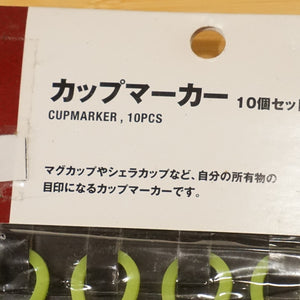 カップマーカー 10個セット
CUPMARKER , 10PCS
マグカップやシェラカップなど、自分の所有物の
目印になるカップマーカーです。